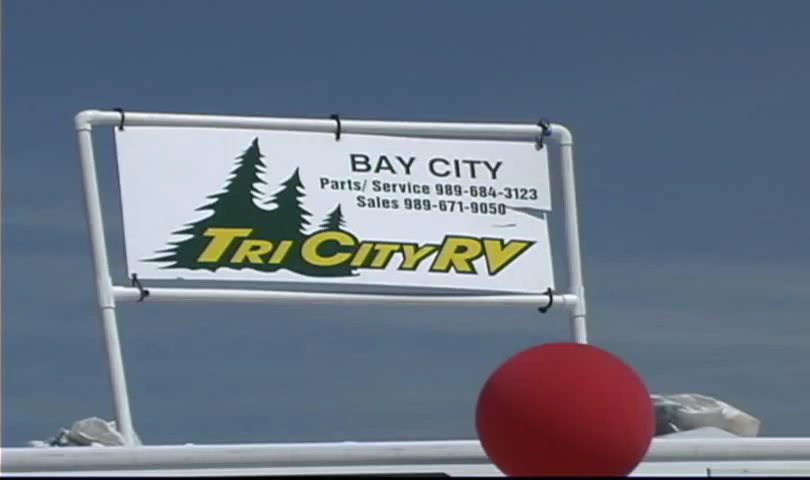 BAY CITY
Parts/ Service 989-684-3123
Sales 989-671-9050
TRI CITY RV